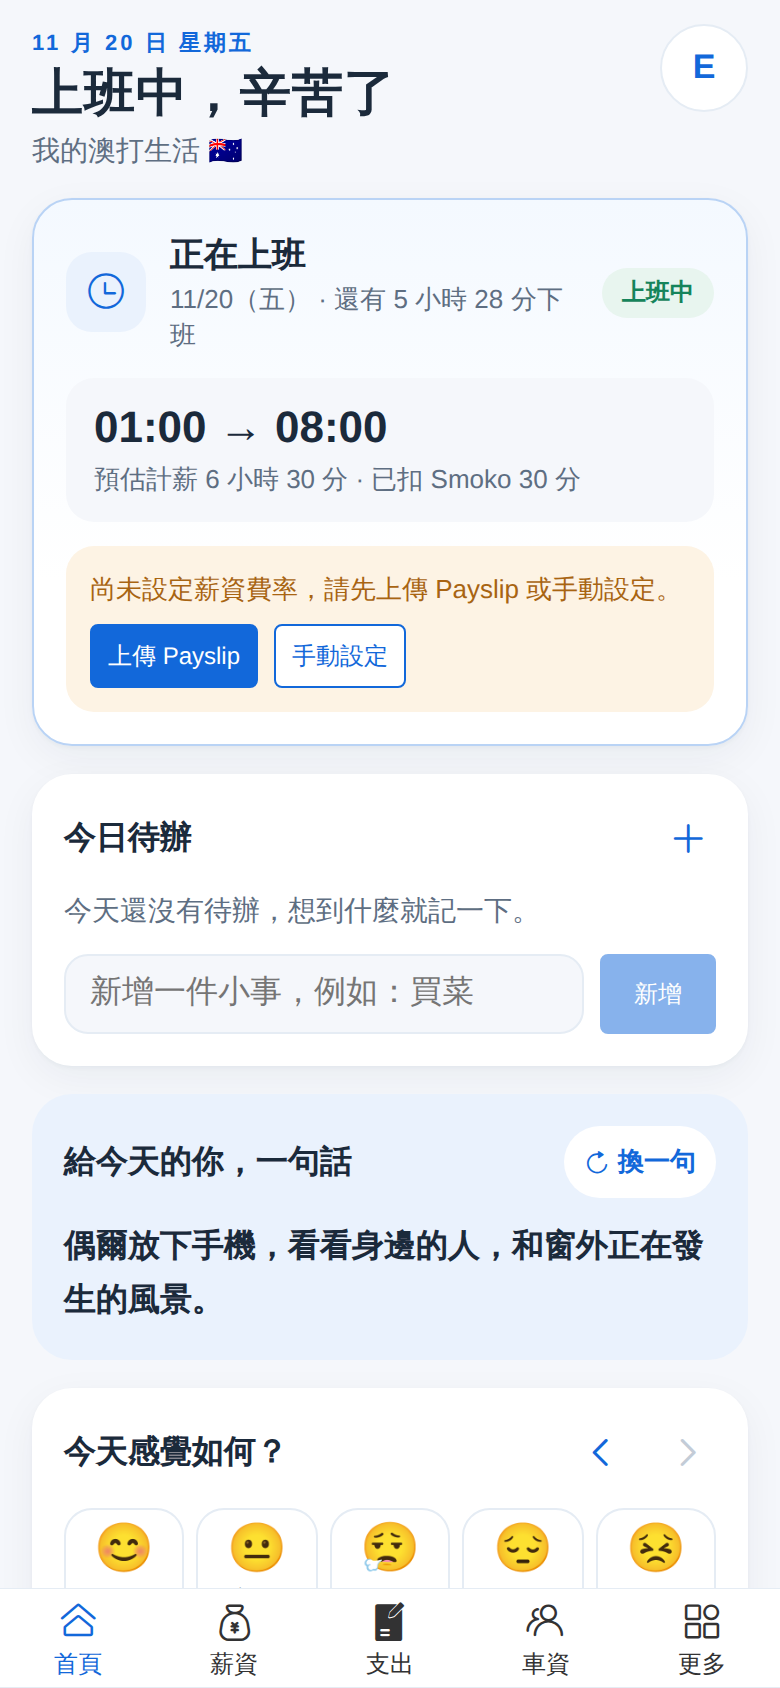 11 月 20 日 星期五
上班中，辛苦了
我的澳打生活 🇦🇺
E
正在上班
11/20（五） · 還有 5 小時 28 分下
班
上班中
01:00 → 08:00
預估計薪 6 小時 30 分 · 已扣 Smoko 30 分
尚未設定薪資費率，請先上傳 Payslip 或手動設定。
上傳 Payslip
手動設定
今日待辦
今天還沒有待辦，想到什麼就記一下。
新增一件小事，例如：買菜
新增
給今天的你，一句話
換一句
偶爾放下手機，看看身邊的人，和窗外正在發
生的風景。
今天感覺如何？
首頁
薪資
支出
車資
更多